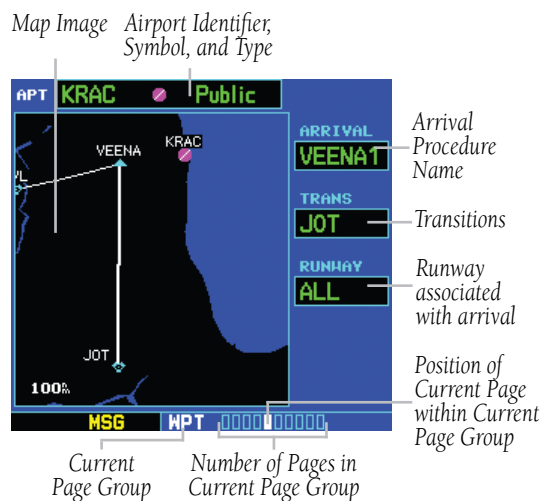 Map Image
Airport Identifier,
Symbol, and Type
APT KRAC Public
VEENA
KRAC
VL
JOT
100%
ARRIVAL
VEENA1
TRANS
JOT
RUNWAY
ALL
MSG WPT
Arrival
Procedure
Name
Transitions
Runway
associated
with arrival
Position of
Current Page
within Current
Page Group
Current
Page Group
Number of Pages in
Current Page Group